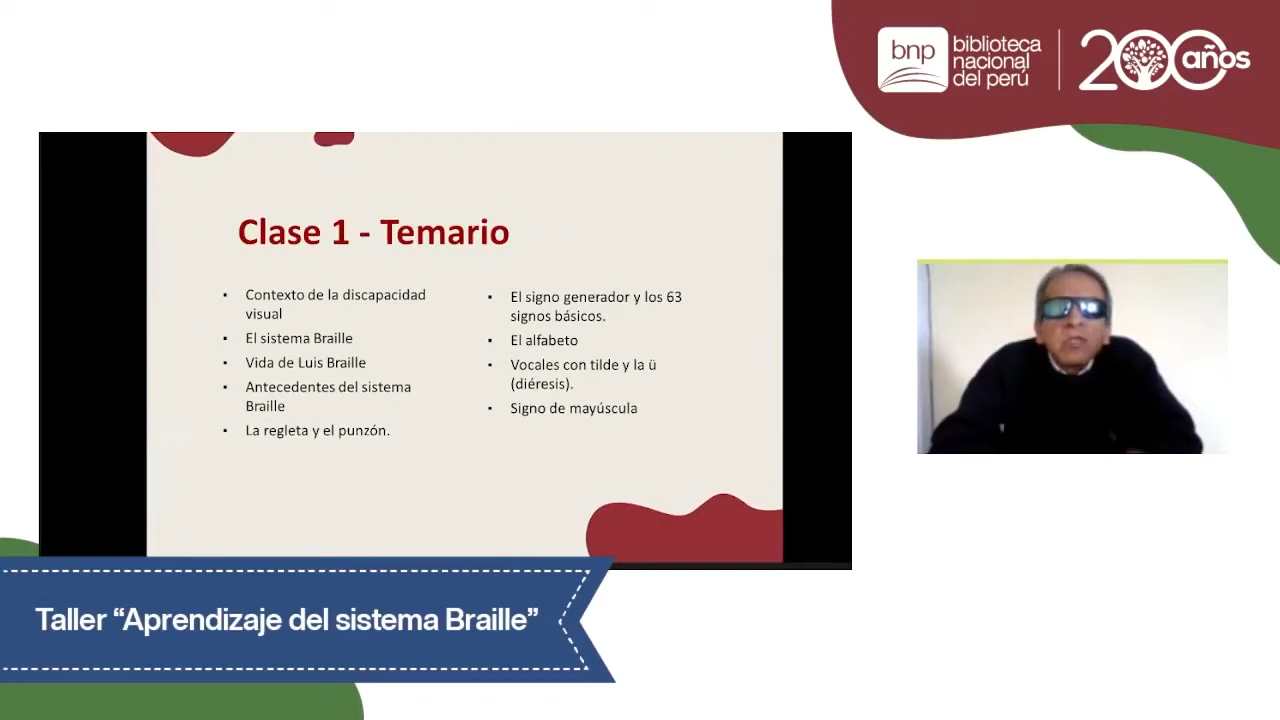 bnp
biblioteca
nacional
del perú
200 años
Clase 1 - Temario
▪ Contexto de la discapacidad
visual
▪ El sistema Braille
▪ Vida de Luis Braille
▪ Antecedentes del sistema
Braille
▪ La regleta y el punzón.
▪ El signo generador y los 63
signos básicos.
▪ El alfabeto
▪ Vocales con tilde y la ü
(diéresis).
▪ Signo de mayúscula
Taller “Aprendizaje del sistema Braille”